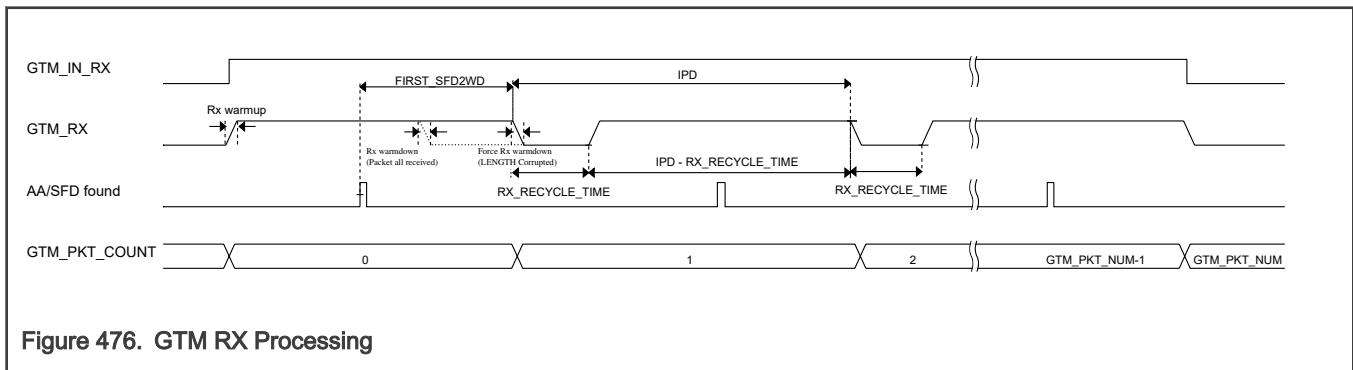 GTM_IN_RX
FIRST_SFD2WD
IPD
Rx warmup
GTM_RX
Rx warmdown
(Packet all received)
Force Rx warmdown
(LENGTH Corrupted)
IPD - RX_RECYCLE_TIME
AA/SFD found
RX_RECYCLE_TIME
RX_RECYCLE_TIME
GTM_PKT_COUNT
0
1
2
GTM_PKT_NUM-1
GTM_PKT_NUM
Figure 476. GTM RX Processing